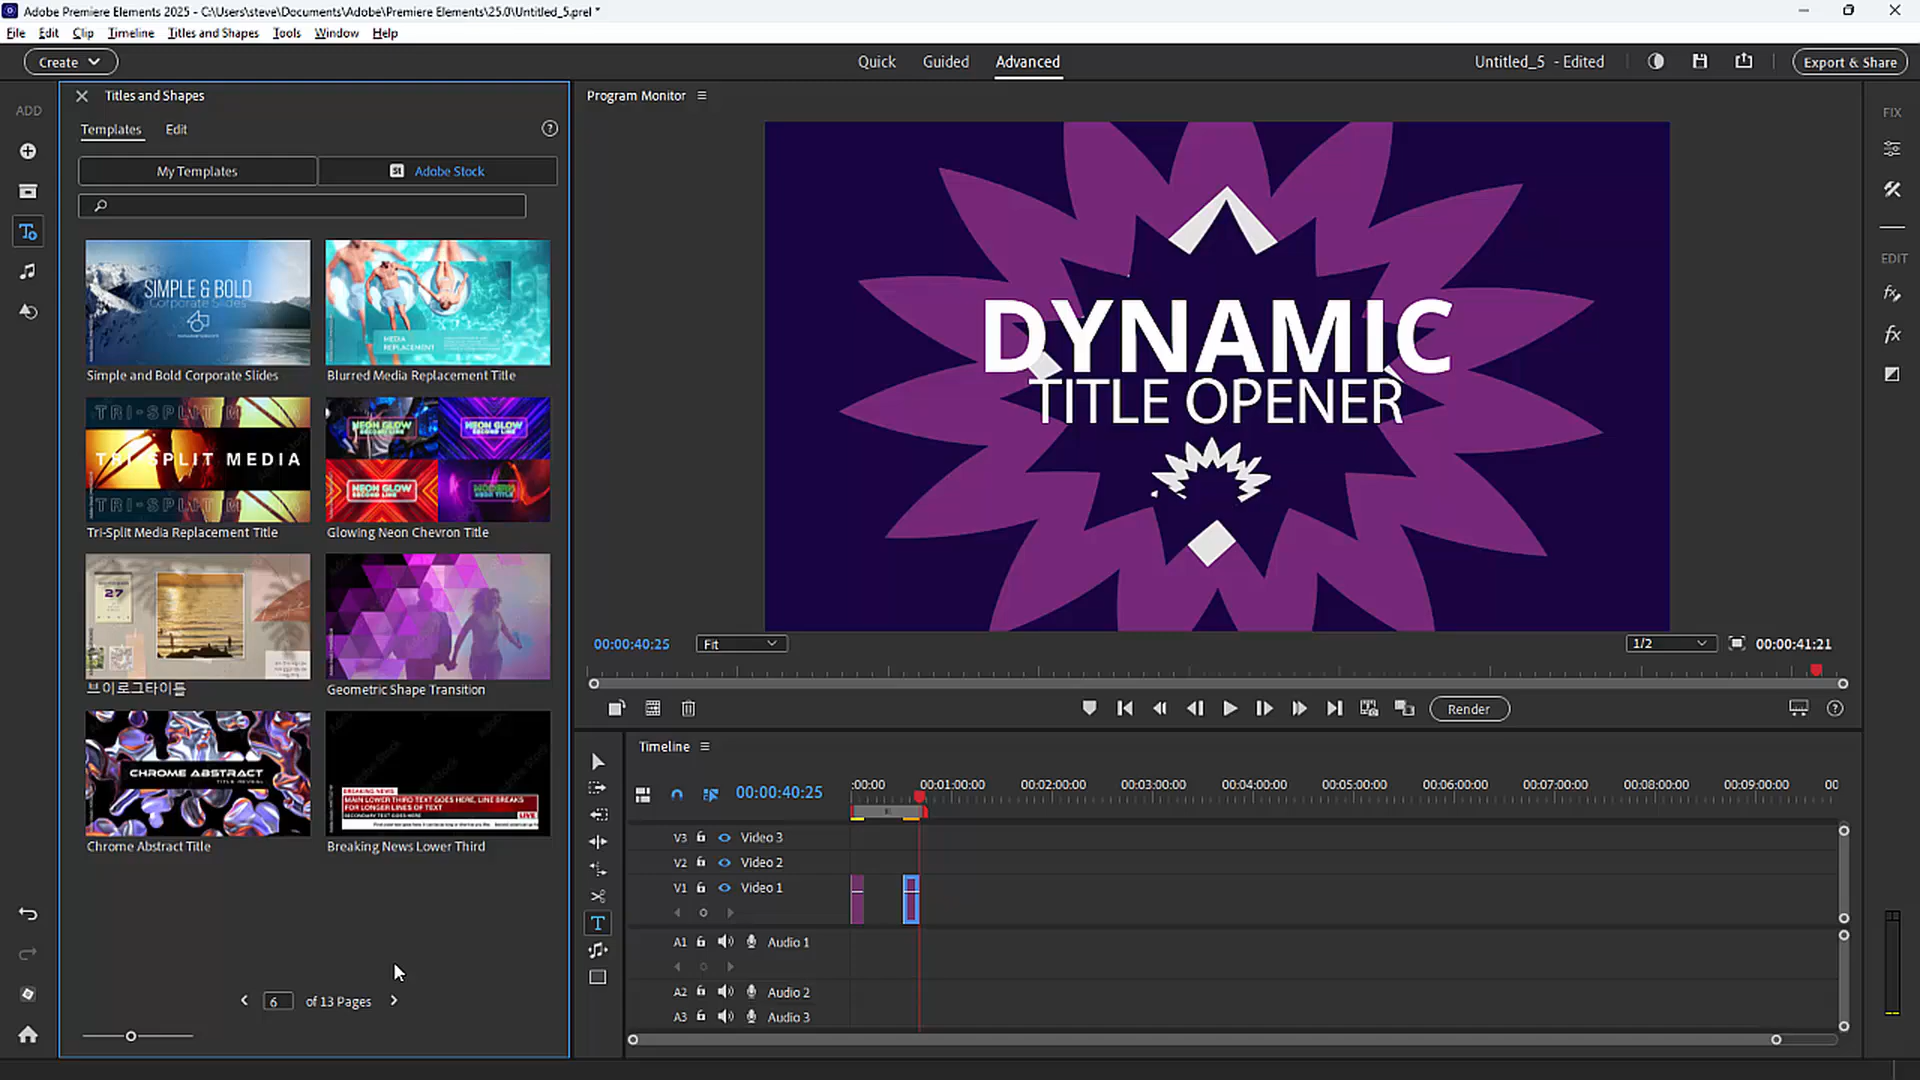 Adobe Premiere Elements 2025 - C:\Users\steve\Documents\Adobe\Premiere Elements\25.0\Untitled_5.prel *
File Edit Clip Timeline Titles and Shapes Tools Window Help
Create
Quick Guided Advanced
Untitled_5 - Edited
Export & Share
ADD
Titles and Shapes
Templates Edit
My Templates
St Adobe Stock
SIMPLE & BOLD
Corporate Slides
MEDIA
REPLACEMENT
Simple and Bold Corporate Slides
Blurred Media Replacement Title
TRI-SPLIT MEDIA
TRI-SPLIT MEDIA
NEON GLOW
SECOND LINE
NEON GLOW
SECOND LINE
NEON GLOW
SECOND LINE
Tri-Split Media Replacement Title
Glowing Neon Chevron Title
27
브이로그타이틀
Geometric Shape Transition
CHROME ABSTRACT
TITLE REVEAL
BREAKING NEWS
MAIN LOWER THIRD TEXT GOES HERE, LINE BREAKS
FOR LONGER LINES OF TEXT
SECONDARY TEXT GOES HERE
LIVE
Chrome Abstract Title
Breaking News Lower Third
6 of 13 Pages
Program Monitor
DYNAMIC
TITLE OPENER
00:00:40:25
Fit
1/2
00:00:41:21
Render
FIX
EDIT
Timeline
00:00:40:25
:00:00 00:01:00:00 00:02:00:00 00:03:00:00 00:04:00:00 00:05:00:00 00:06:00:00 00:07:00:00 00:08:00:00 00:09:00:00 00
V3 Video 3
V2 Video 2
V1 Video 1
A1 Audio 1
A2 Audio 2
A3 Audio 3